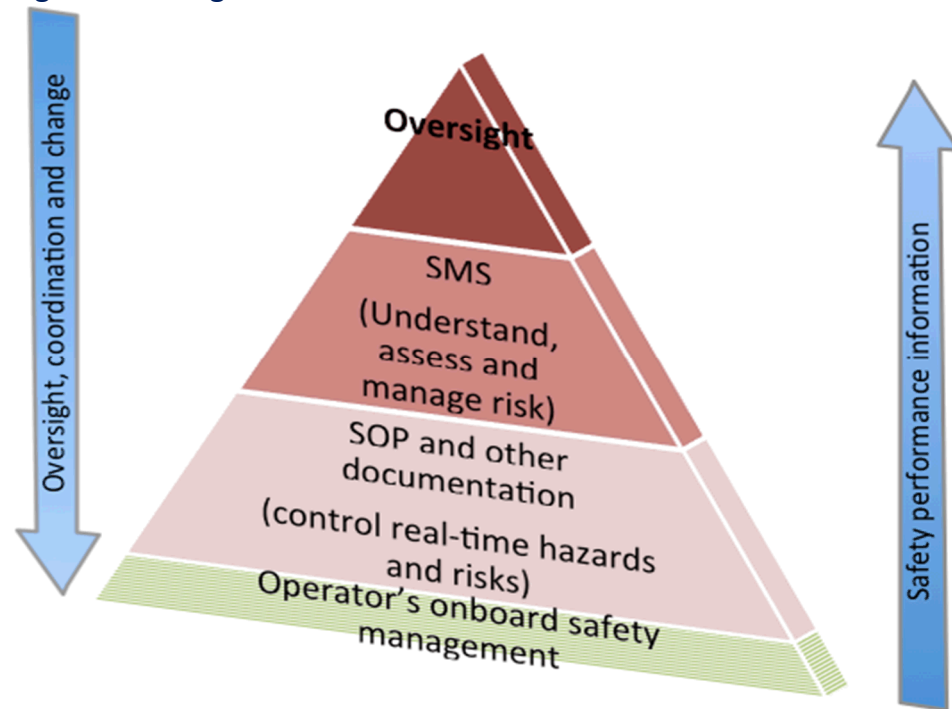 Oversight, coordination and change
Oversight
SMS
(Understand,
assess and
manage risk)
SOP and other
documentation
(control real-time hazards
and risks)
Operator’s onboard safety
management
Safety performance information